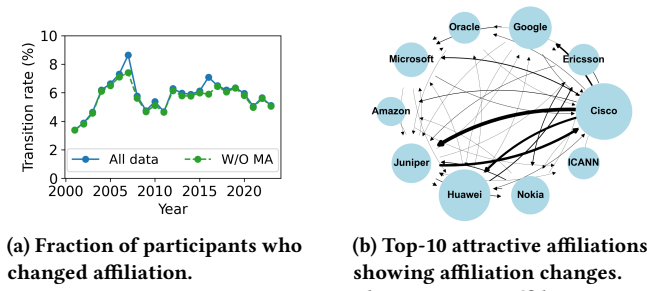 Transition rate (%)
10
8
6
4
2
0
2000 2005 2010 2015 2020
Year
All data W/O MA
(a) Fraction of participants who
changed affiliation.
Oracle Google
Microsoft Ericsson
Amazon Cisco
Juniper ICANN
Huawei Nokia
(b) Top-10 attractive affiliations
showing affiliation changes.